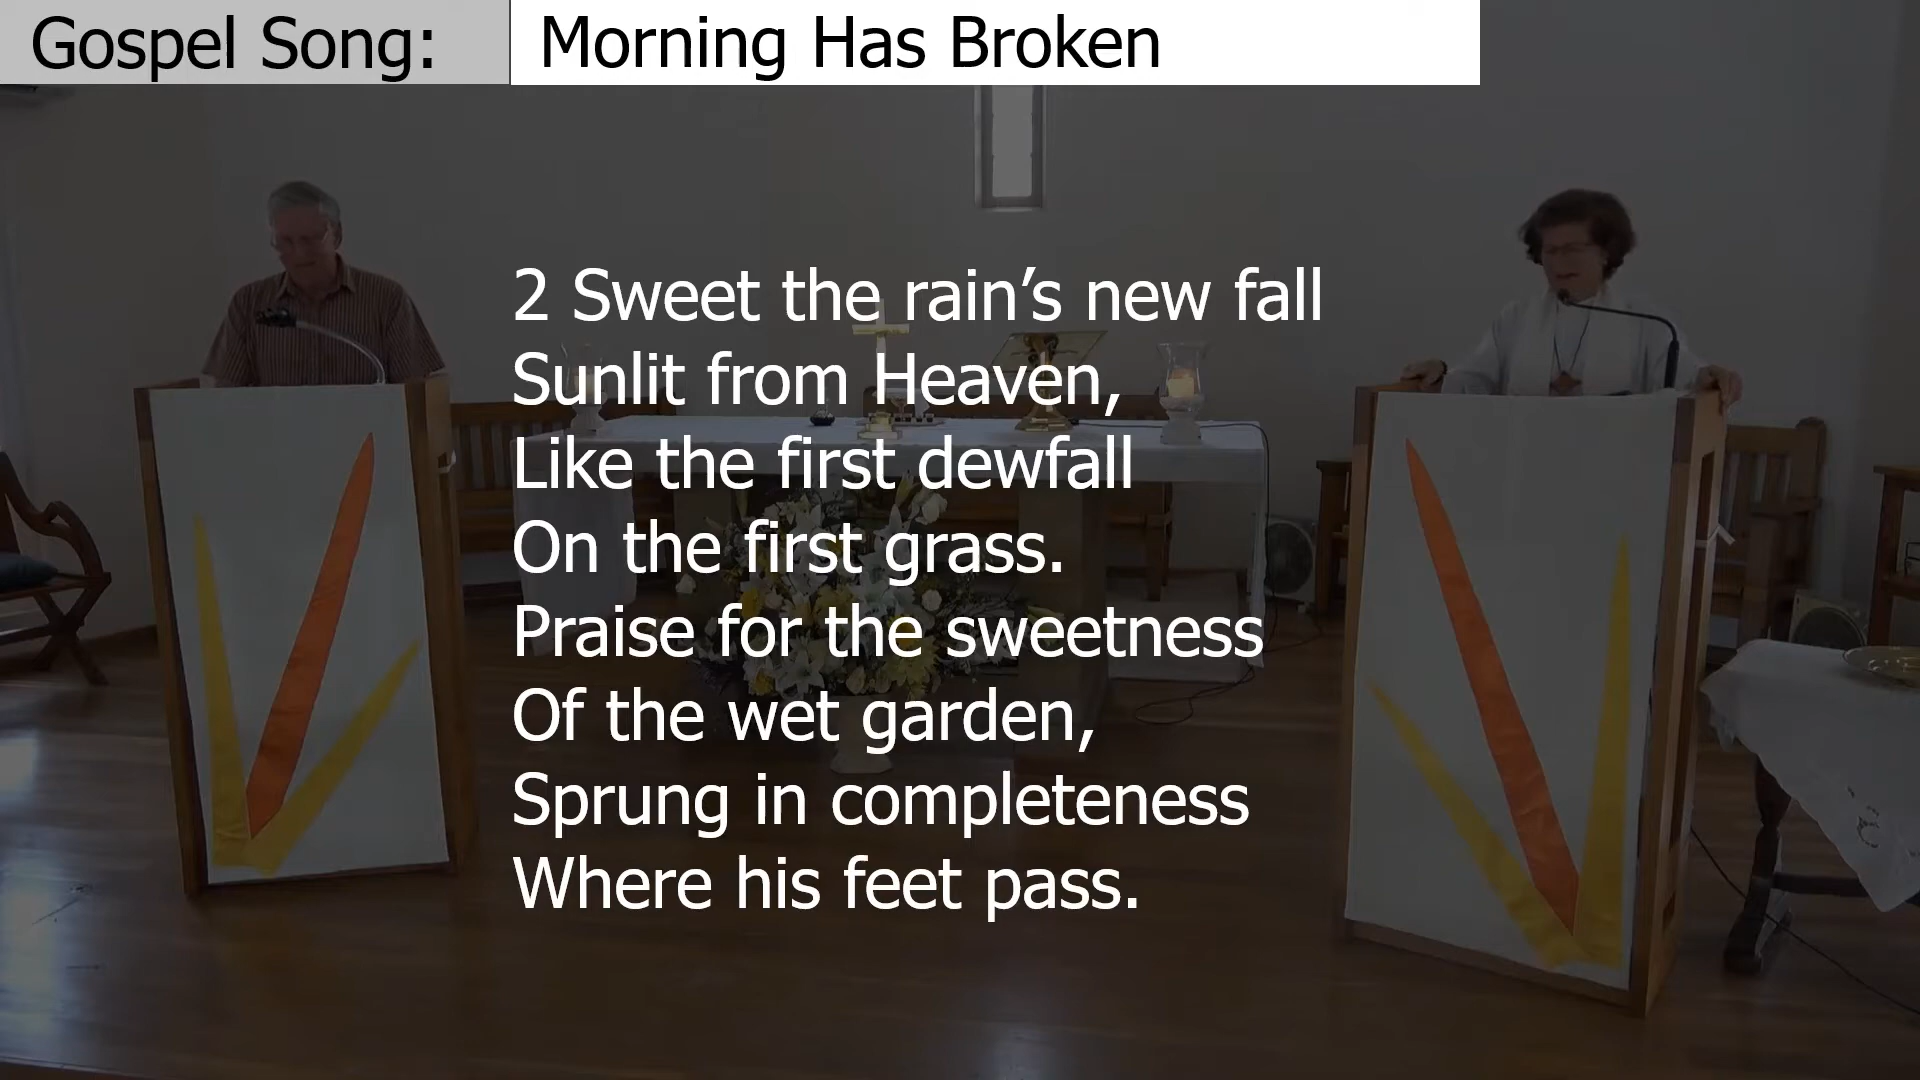 Gospel Song: Morning Has Broken
2 Sweet the rain’s new fall
Sunlit from Heaven,
Like the first dewfall
On the first grass.
Praise for the sweetness
Of the wet garden,
Sprung in completeness
Where his feet pass.